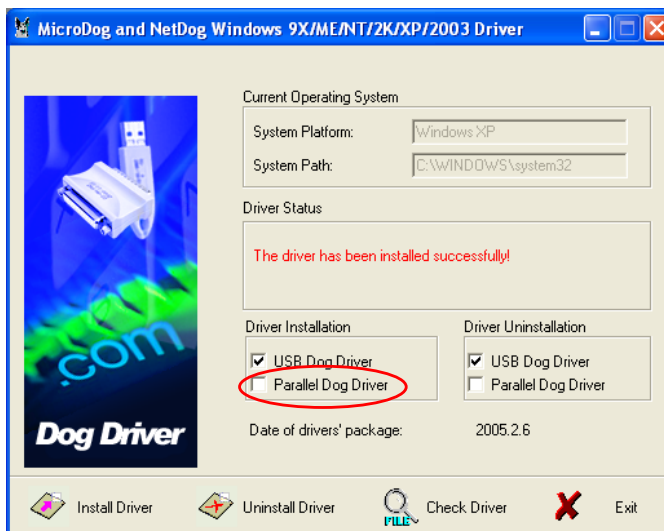 MicroDog and NetDog Windows 9X/ME/NT/2K/XP/2003 Driver
Current Operating System
System Platform: Windows XP
System Path: C:\WINDOWS\system32
Driver Status
The driver has been installed successfully!
Driver Installation
USB Dog Driver
Parallel Dog Driver
Driver Uninstallation
USB Dog Driver
Parallel Dog Driver
Date of drivers' package: 2005.2.6
.com
Dog Driver
Install Driver
Uninstall Driver
FILE
Check Driver
Exit